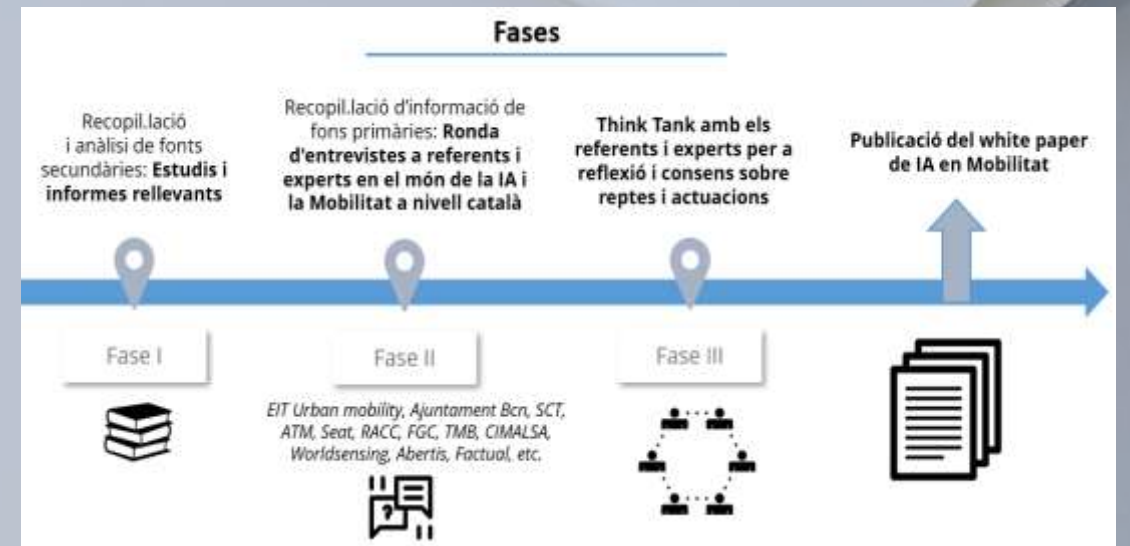 Fases
Recopil.lació
i anàlisi de fonts
secundàries: Estudis i
informes rellevants
Recopil.lació d'informació de
fons primàries: Ronda
d'entrevistes a referents i
experts en el món de la IA i
la Mobilitat a nivell català
Think Tank amb els
referents i experts per a
reflexió i consens sobre
reptes i actuacions
Publicació del white paper
de IA en Mobilitat
Fase I
Fase II
Fase III
EIT Urban mobility, Ajuntament Bcn, SCT,
ATM, Seat, RACC, FGC, TMB, CIMALSA,
Worldsensing, Abertis, Factual, etc.
?